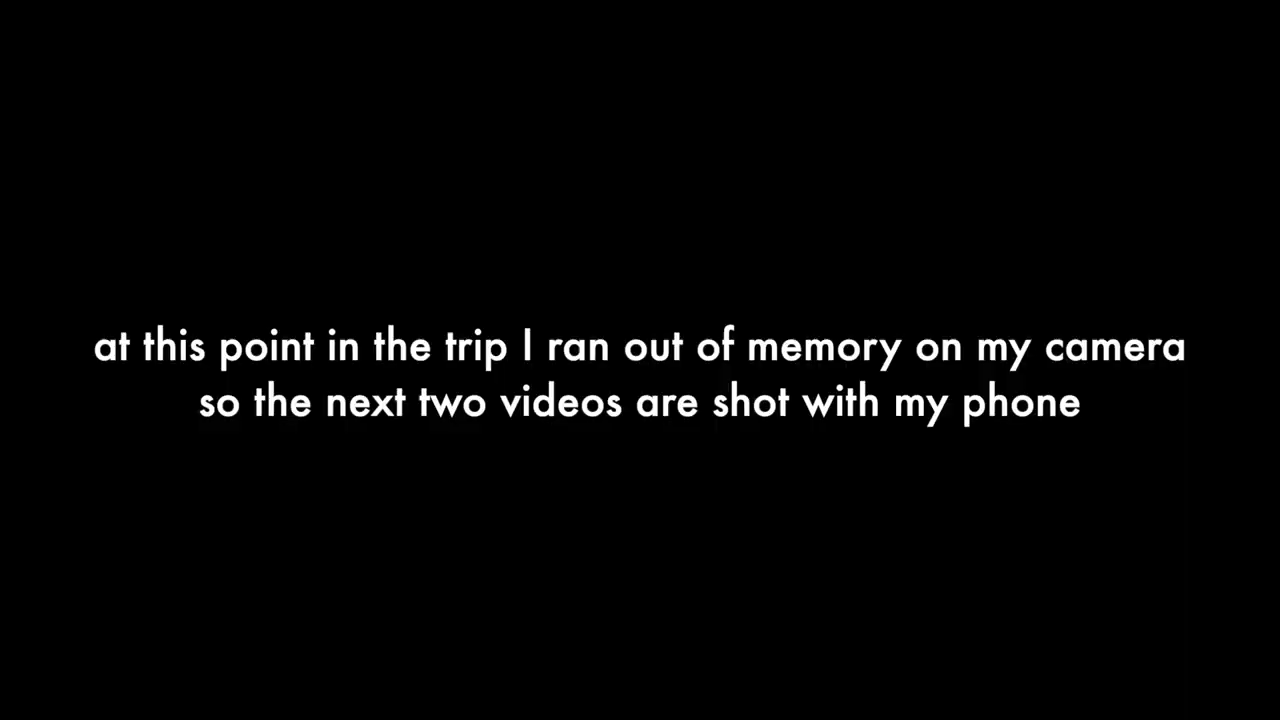 at this point in the trip I ran out of memory on my camera
so the next two videos are shot with my phone